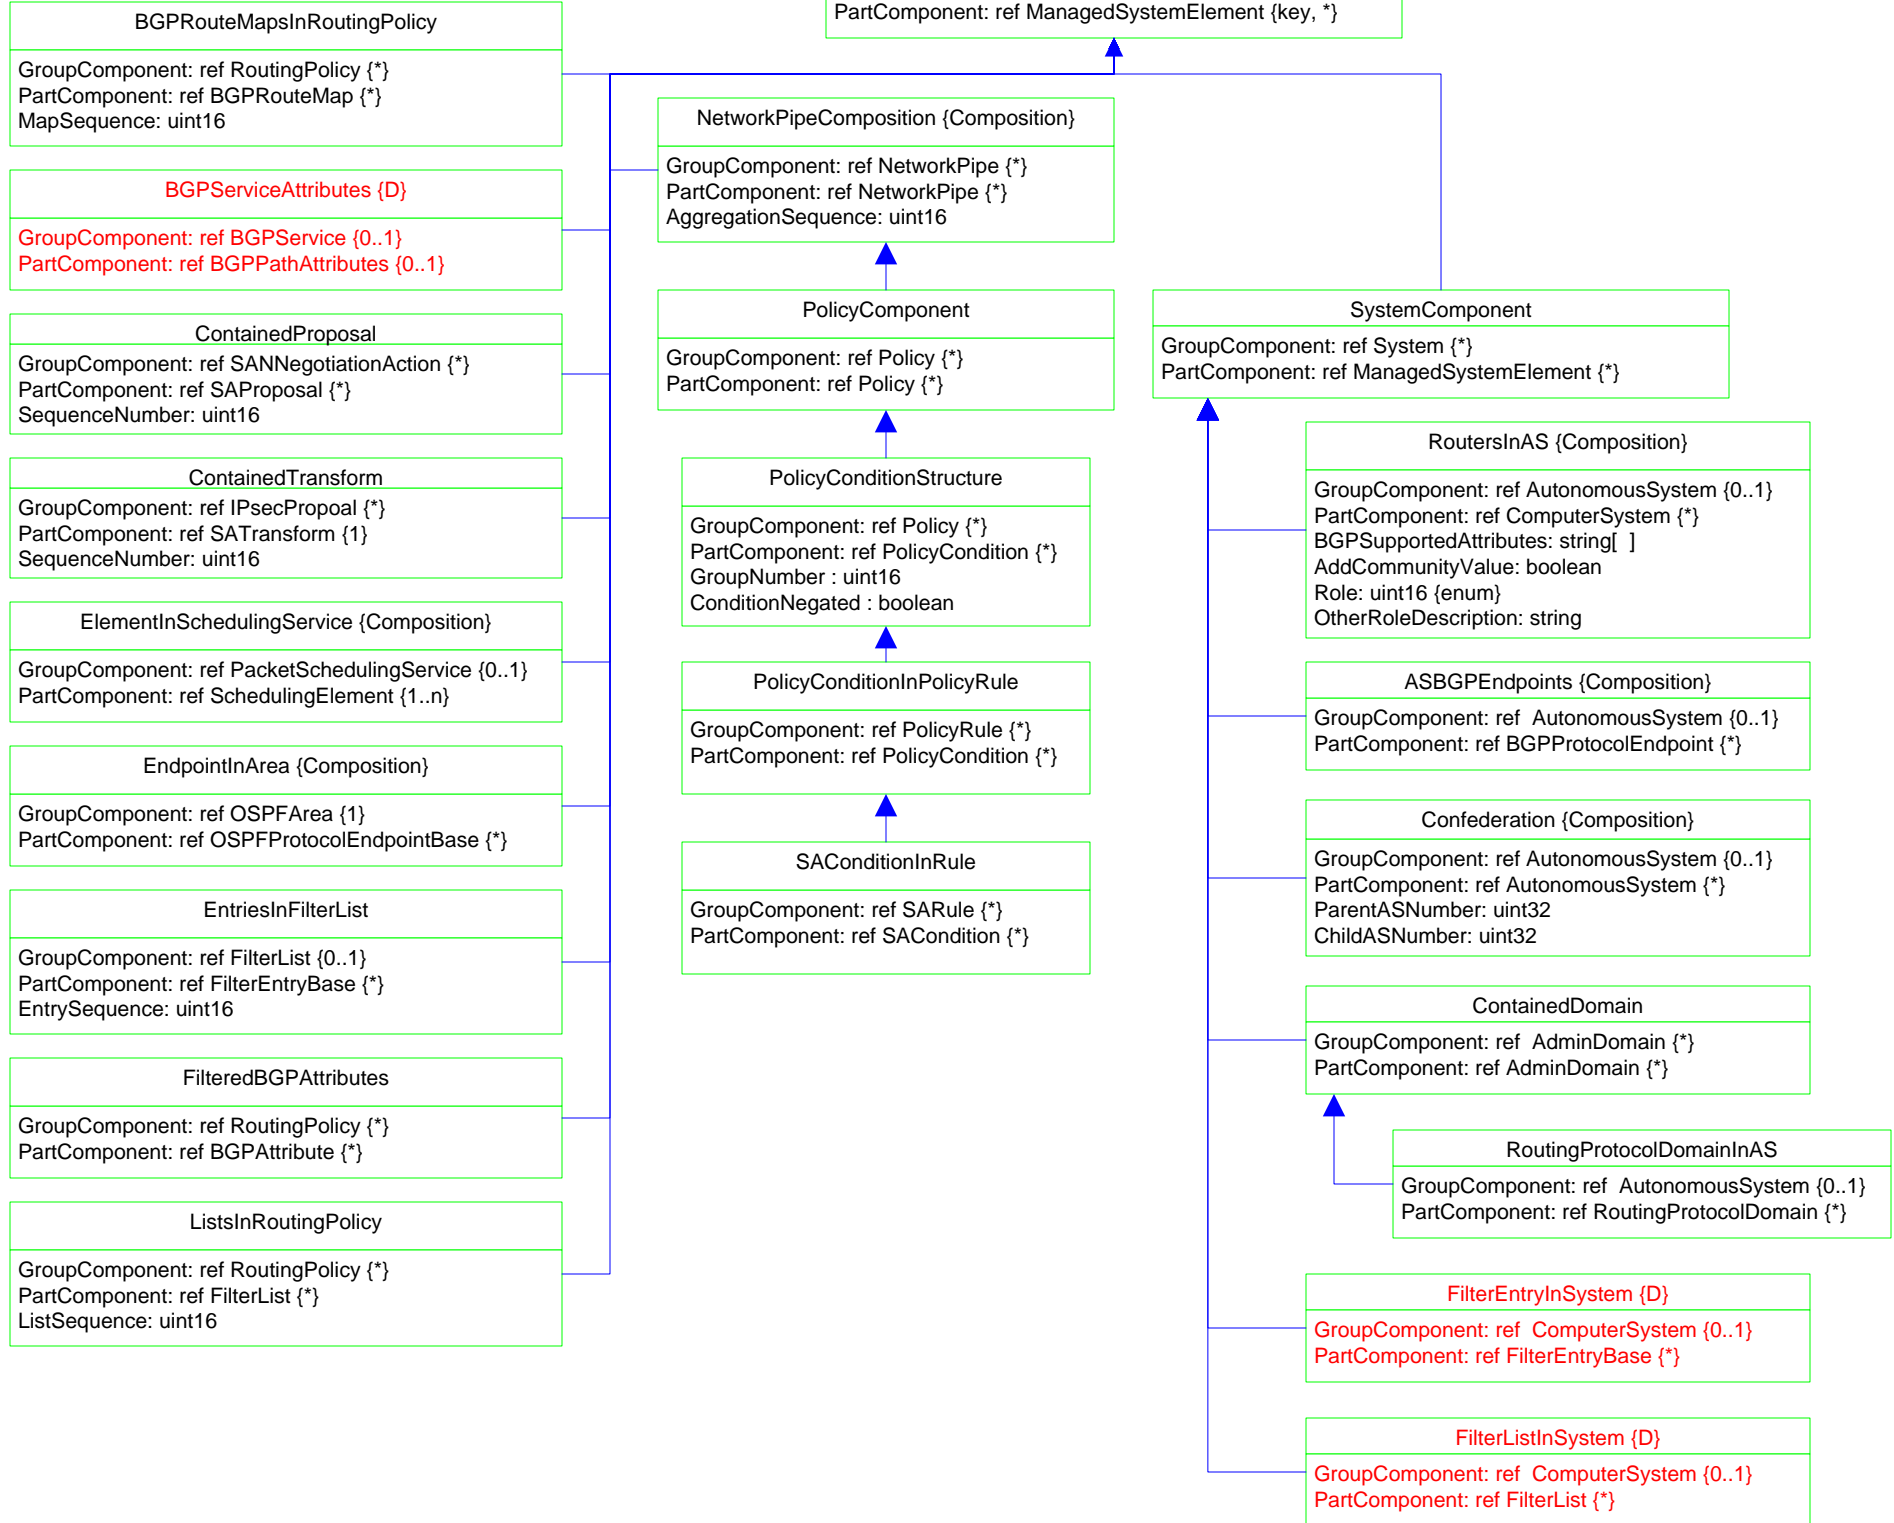 PartComponent: ref ManagedSystemElement {key, *}
BGPRouteMapsInRoutingPolicy
GroupComponent: ref RoutingPolicy {*}
PartComponent: ref BGPRouteMap {*}
MapSequence: uint16
BGPServiceAttributes {D}
GroupComponent: ref BGPService {0..1}
PartComponent: ref BGPPathAttributes {0..1}
ContainedProposal
GroupComponent: ref SANNegotiationAction {*}
PartComponent: ref SAProposal {*}
SequenceNumber: uint16
ContainedTransform
GroupComponent: ref IPsecPropoal {*}
PartComponent: ref SATransform {1}
SequenceNumber: uint16
ElementInSchedulingService {Composition}
GroupComponent: ref PacketSchedulingService {0..1}
PartComponent: ref SchedulingElement {1..n}
EndpointInArea {Composition}
GroupComponent: ref OSPFArea {1}
PartComponent: ref OSPFProtocolEndpointBase {*}
EntriesInFilterList
GroupComponent: ref FilterList {0..1}
PartComponent: ref FilterEntryBase {*}
EntrySequence: uint16
FilteredBGPAttributes
GroupComponent: ref RoutingPolicy {*}
PartComponent: ref BGPAttribute {*}
ListsInRoutingPolicy
GroupComponent: ref RoutingPolicy {*}
PartComponent: ref FilterList {*}
ListSequence: uint16
NetworkPipeComposition {Composition}
GroupComponent: ref NetworkPipe {*}
PartComponent: ref NetworkPipe {*}
AggregationSequence: uint16
PolicyComponent
GroupComponent: ref Policy {*}
PartComponent: ref Policy {*}
PolicyConditionStructure
GroupComponent: ref Policy {*}
PartComponent: ref PolicyCondition {*}
GroupNumber : uint16
ConditionNegated : boolean
PolicyConditionInPolicyRule
GroupComponent: ref PolicyRule {*}
PartComponent: ref PolicyCondition {*}
SAConditionInRule
GroupComponent: ref SARule {*}
PartComponent: ref SACondition {*}
SystemComponent
GroupComponent: ref System {*}
PartComponent: ref ManagedSystemElement {*}
RoutersInAS {Composition}
GroupComponent: ref AutonomousSystem {0..1}
PartComponent: ref ComputerSystem {*}
BGPSupportedAttributes: string[ ]
AddCommunityValue: boolean
Role: uint16 {enum}
OtherRoleDescription: string
ASBGPEndpoints {Composition}
GroupComponent: ref AutonomousSystem {0..1}
PartComponent: ref BGPProtocolEndpoint {*}
Confederation {Composition}
GroupComponent: ref AutonomousSystem {0..1}
PartComponent: ref AutonomousSystem {*}
ParentASNumber: uint32
ChildASNumber: uint32
ContainedDomain
GroupComponent: ref AdminDomain {*}
PartComponent: ref AdminDomain {*}
RoutingProtocolDomainInAS
GroupComponent: ref AutonomousSystem {0..1}
PartComponent: ref RoutingProtocolDomain {*}
FilterEntryInSystem {D}
GroupComponent: ref ComputerSystem {0..1}
PartComponent: ref FilterEntryBase {*}
FilterListInSystem {D}
GroupComponent: ref ComputerSystem {0..1}
PartComponent: ref FilterList {*}